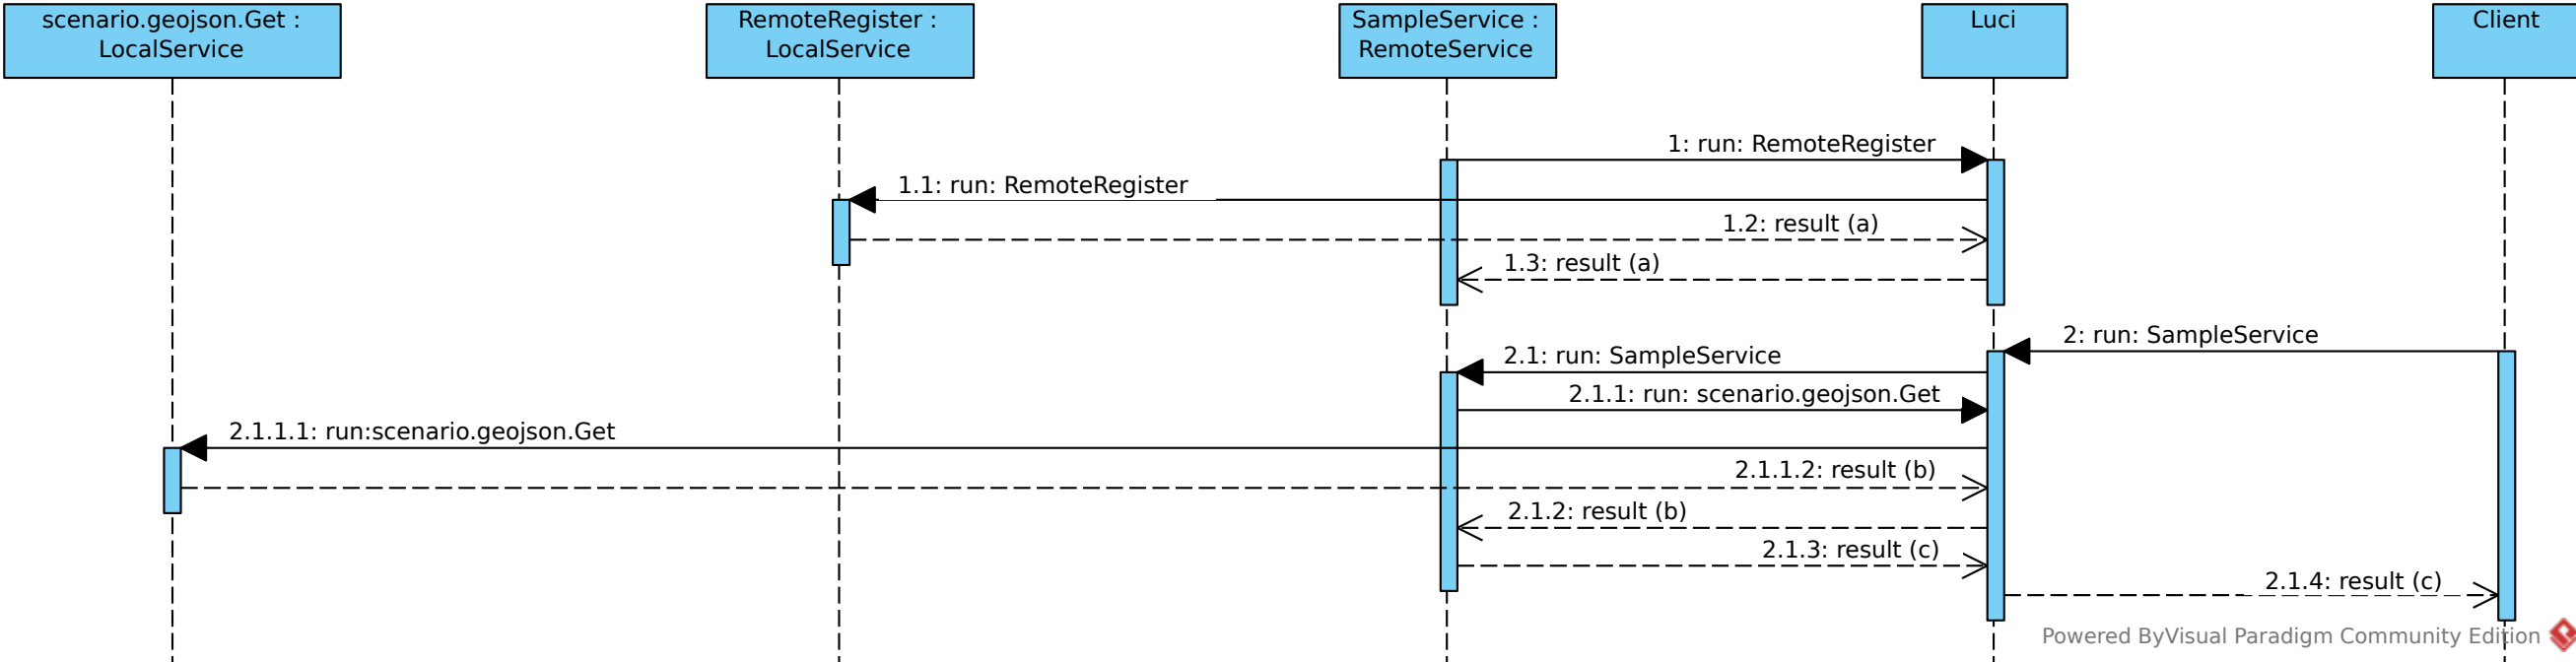 scenario.geojson.Get :
LocalService
RemoteRegister :
LocalService
SampleService :
RemoteService
Luci
Client
1: run: RemoteRegister
1.1: run: RemoteRegister
1.2: result (a)
1.3: result (a)
2: run: SampleService
2.1: run: SampleService
2.1.1: run: scenario.geojson.Get
2.1.1.1: run:scenario.geojson.Get
2.1.1.2: result (b)
2.1.2: result (b)
2.1.3: result (c)
2.1.4: result (c)
Powered ByVisual Paradigm Community Edition